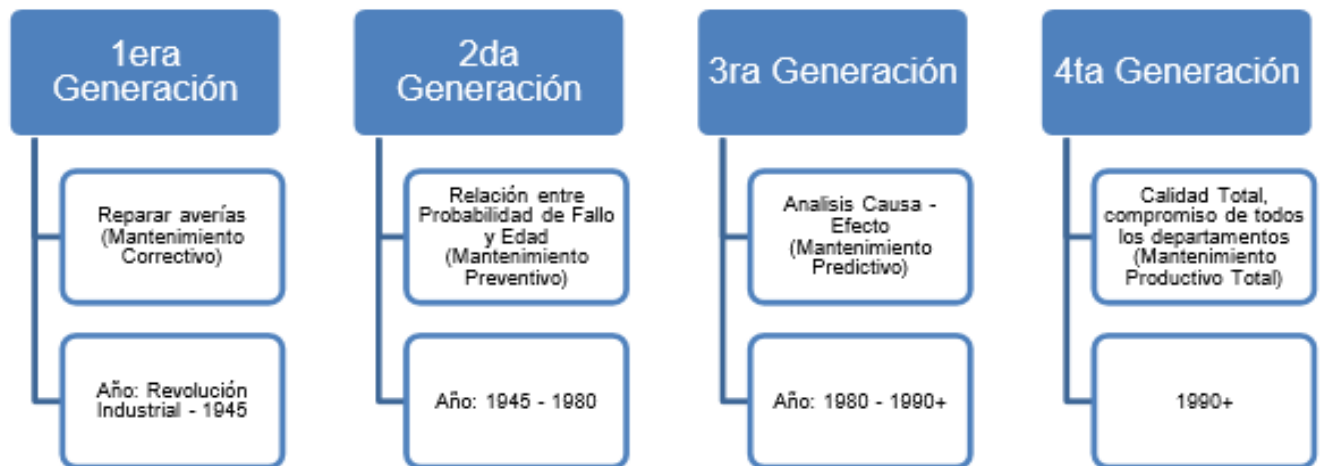 1era
Generación
Reparar averías
(Mantenimiento
Correctivo)
Año: Revolución
Industrial - 1945
2da
Generación
Relación entre
Probabilidad de Fallo
y Edad
(Mantenimiento
Preventivo)
Año: 1945 - 1980
3ra Generación
Analisis Causa -
Efecto
(Mantenimiento
Predictivo)
Año: 1980 - 1990+
4ta Generación
Calidad Total,
compromiso de todos
los departamentos
(Mantenimiento
Productivo Total)
1990+